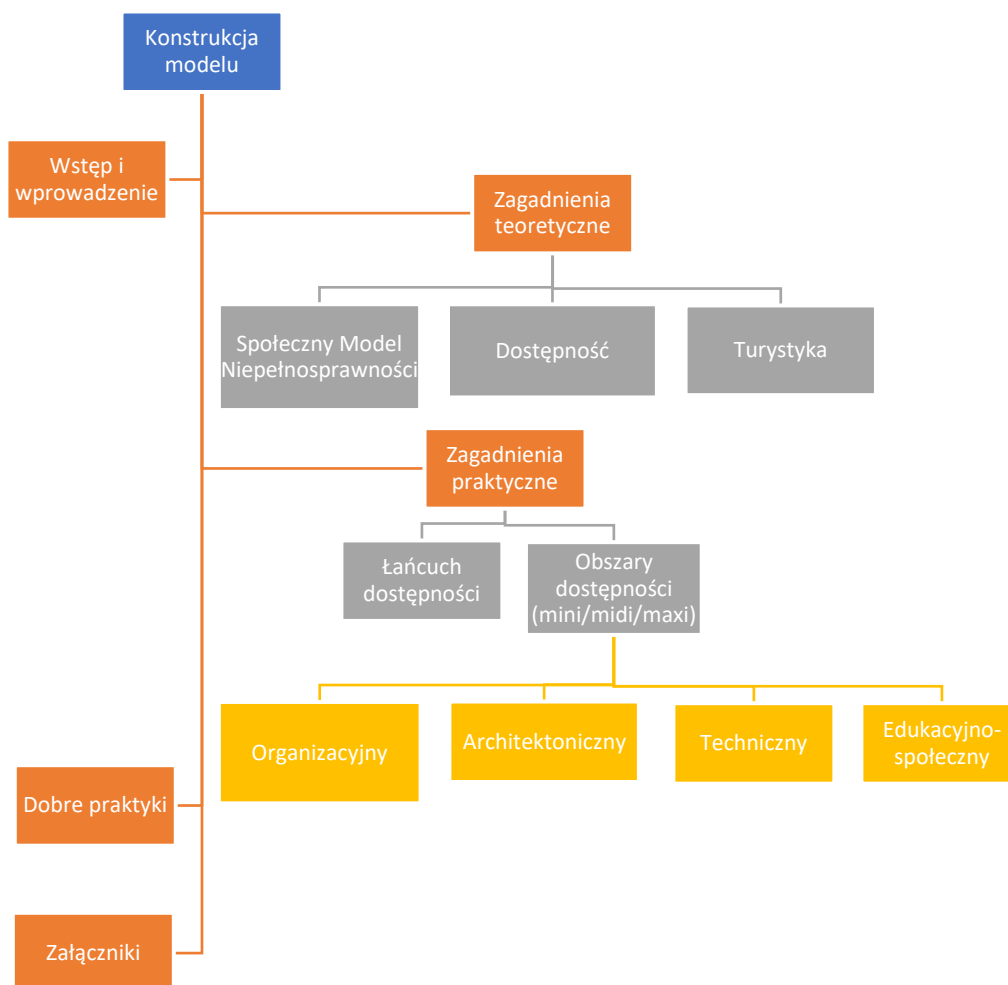 Konstrukcja
modelu
Wstęp i
wprowadzenie
Zagadnienia
teoretyczne
Społeczny Model
Niepełnosprawności
Dostępność
Turystyka
Zagadnienia
praktyczne
Łańcuch
dostępności
Obszary
dostępności
(mini/midi/maxi)
Organizacyjny
Architektoniczny
Techniczny
Edukacyjno-
społeczny
Dobre praktyki
Załączniki